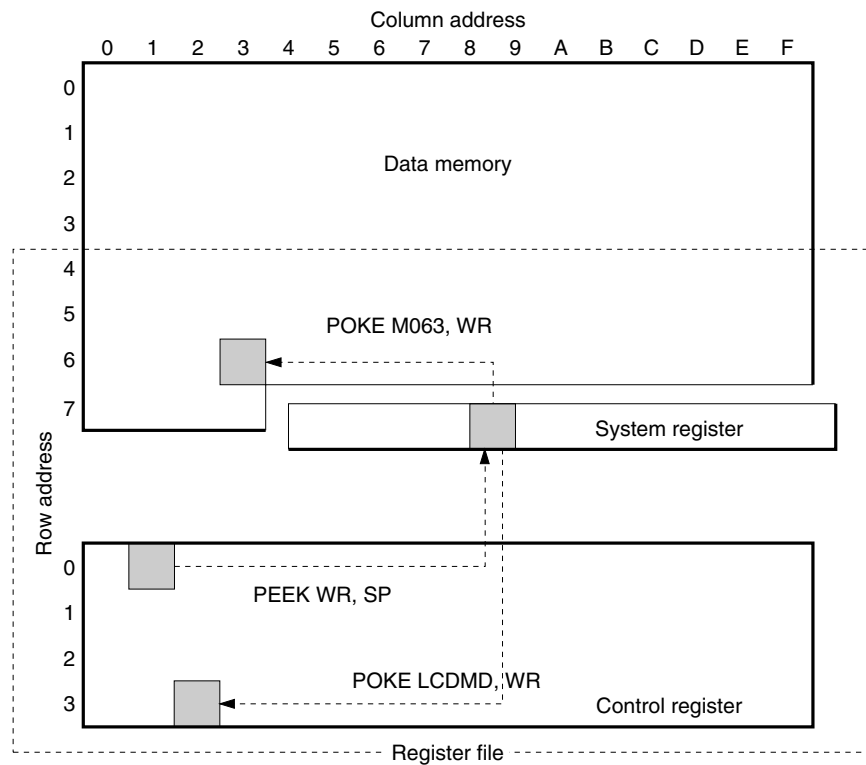 Column address
0 1 2 3 4 5 6 7 8 9 A B C D E F
0
1
Data memory
2
3
4
5
POKE M063, WR
6
7
System register
Row address
0
PEEK WR, SP
1
2
POKE LCDMD, WR
3
Control register
Register file